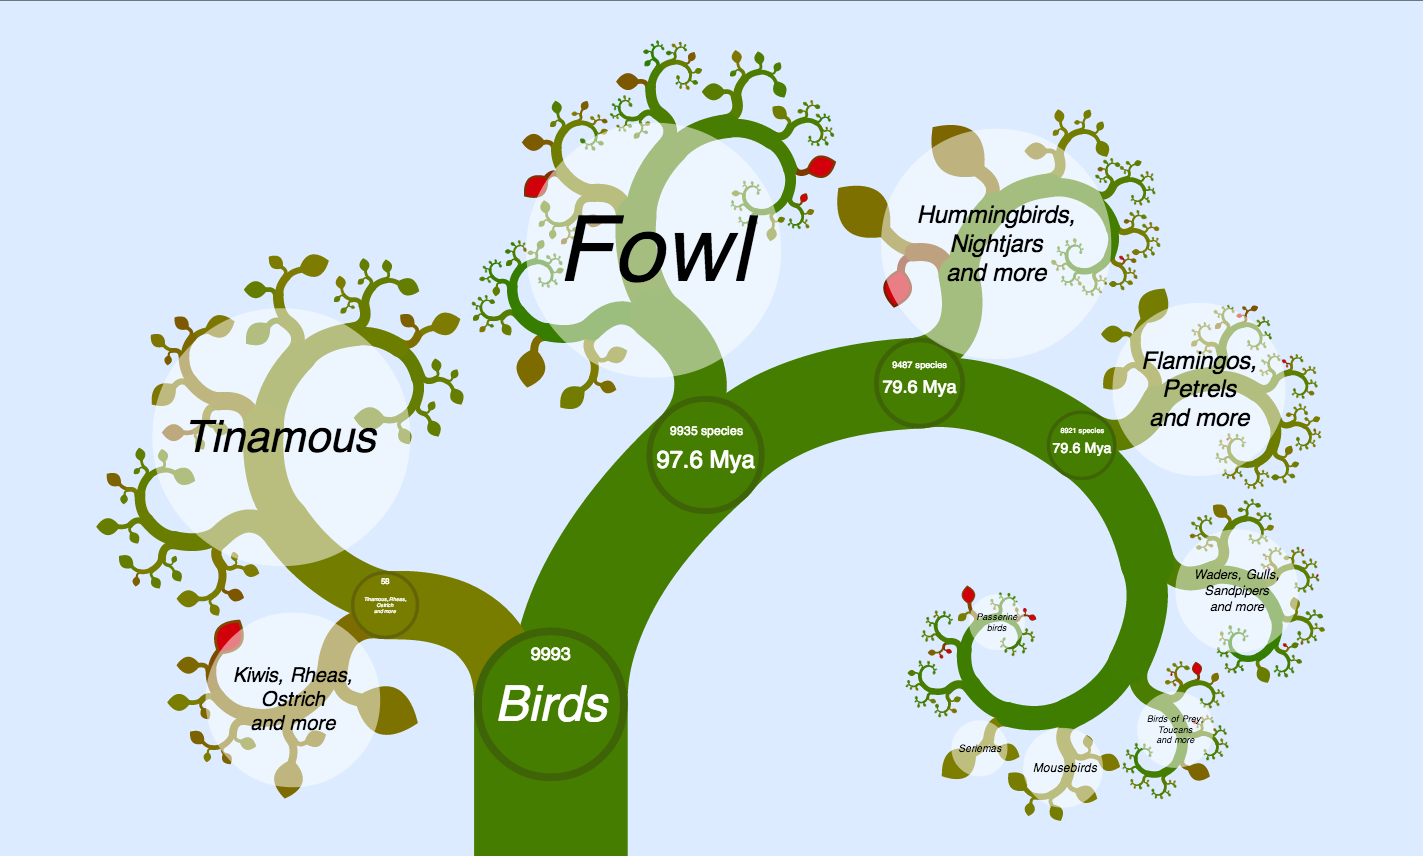 Fowl
Hummingbirds,
Nightjars
and more
Flamingos,
Petrels
and more
9487 species
79.6 Mya
8921 species
79.6 Mya
9935 species
97.6 Mya
Tinamous
58
Tinamous, Rheas,
Ostrich
and more
Waders, Gulls,
Sandpipers
and more
Passerine
birds
9993
Birds
Kiwis, Rheas,
Ostrich
and more
Birds of Prey,
Toucans
and more
Seriemas
Mousebirds